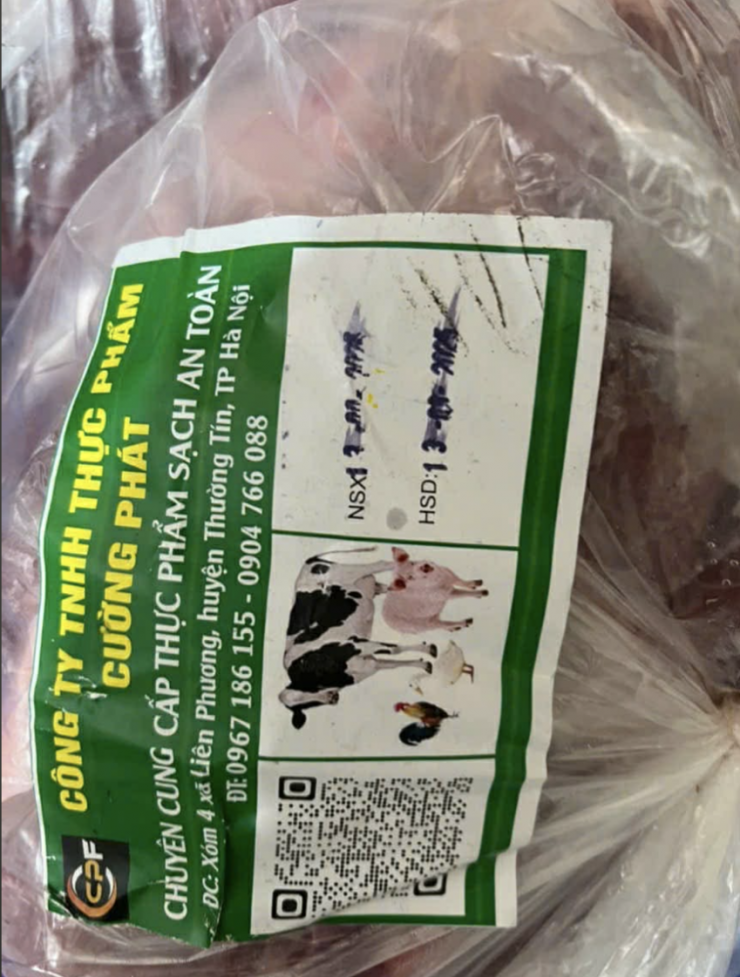 CÔNG TY TNHH THỰC PHẨM
CƯỜNG PHÁT
CHUYÊN CUNG CẤP THỰC PHẨM SẠCH AN TOÀN
ĐC: Xóm 4 xã Liên Phương, huyện Thường Tín, TP Hà Nội
ĐT: 0967 186 155 - 0904 766 088
CPF
NSX
HSD: